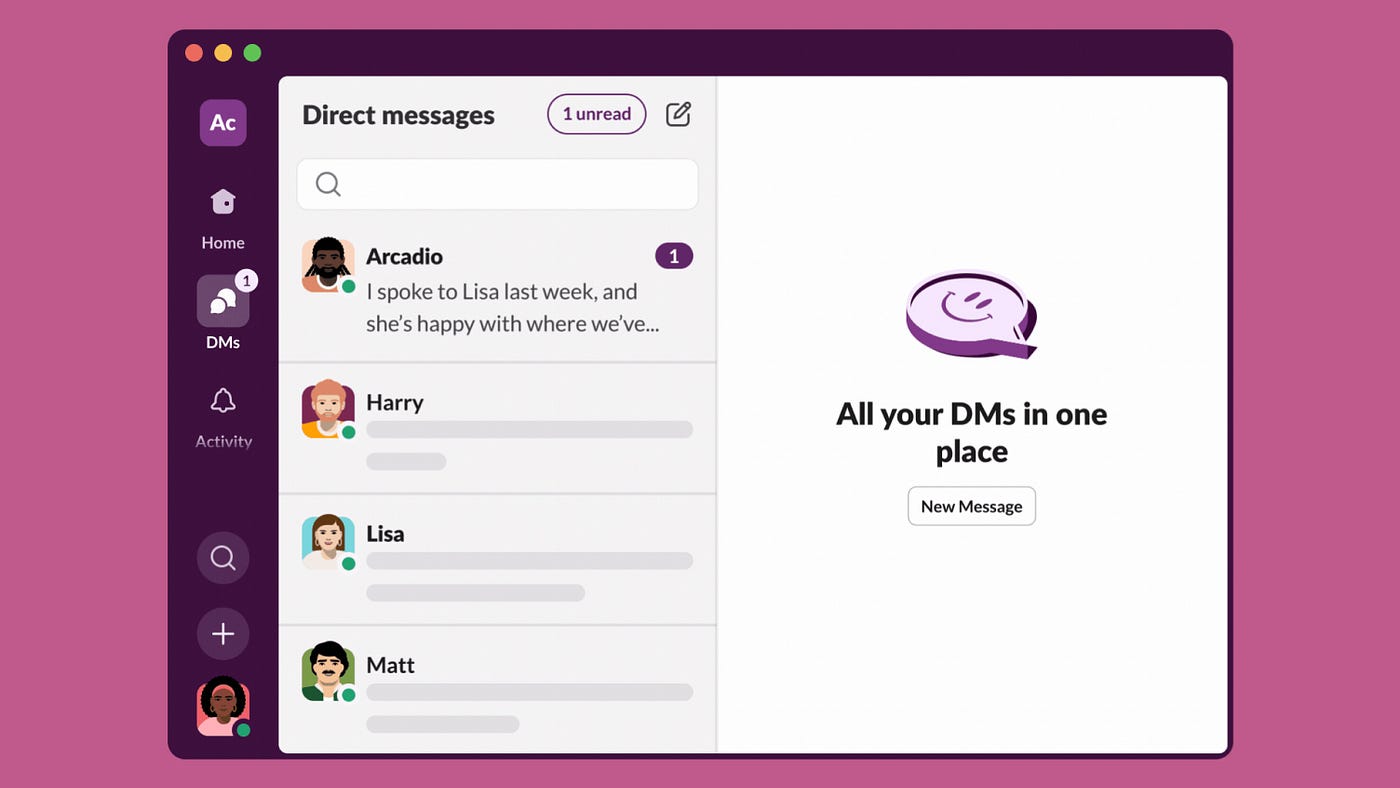 Ac
Home
1
DMs
Activity
Direct messages
1 unread
Arcadio
1
I spoke to Lisa last week, and
she’s happy with where we’ve...
Harry
Lisa
Matt
All your DMs in one
place
New Message